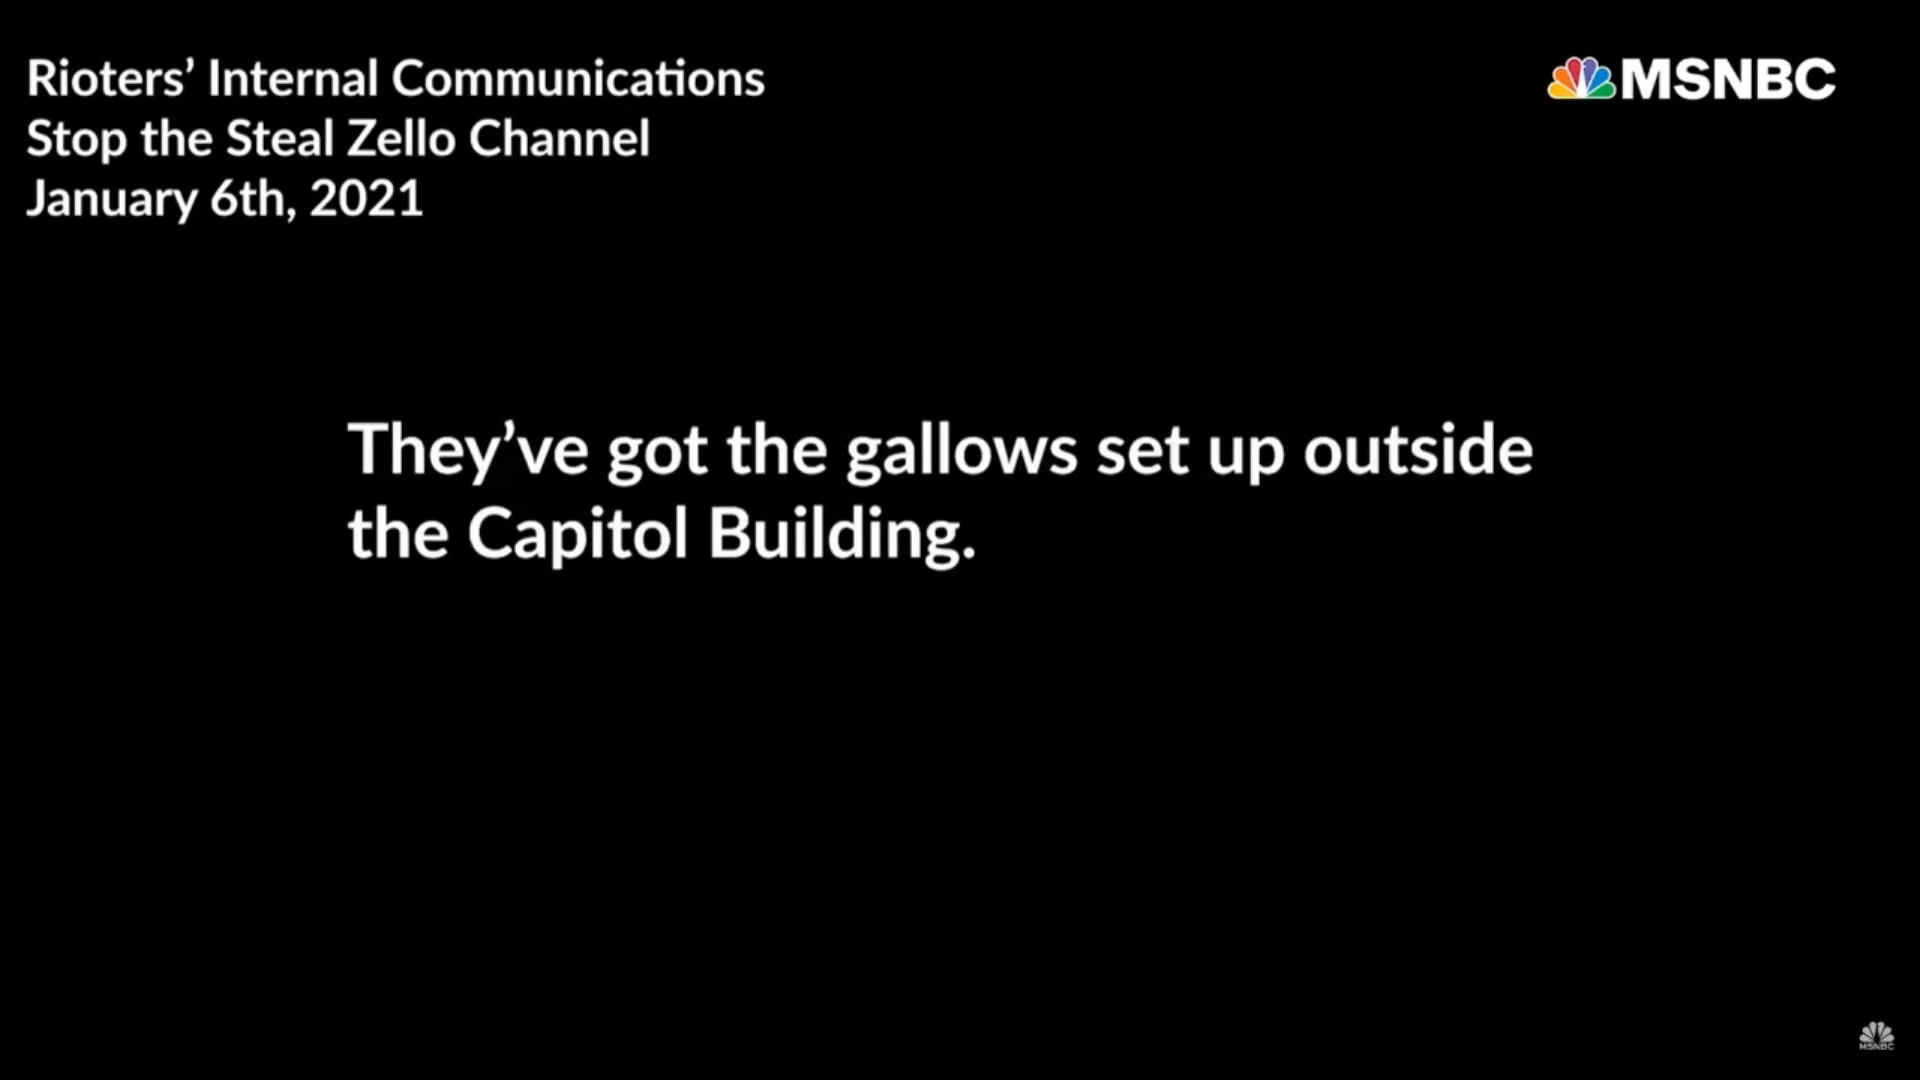 Rioters’ Internal Communications
Stop the Steal Zello Channel
January 6th, 2021
MSNBC
They’ve got the gallows set up outside
the Capitol Building.
MSNBC